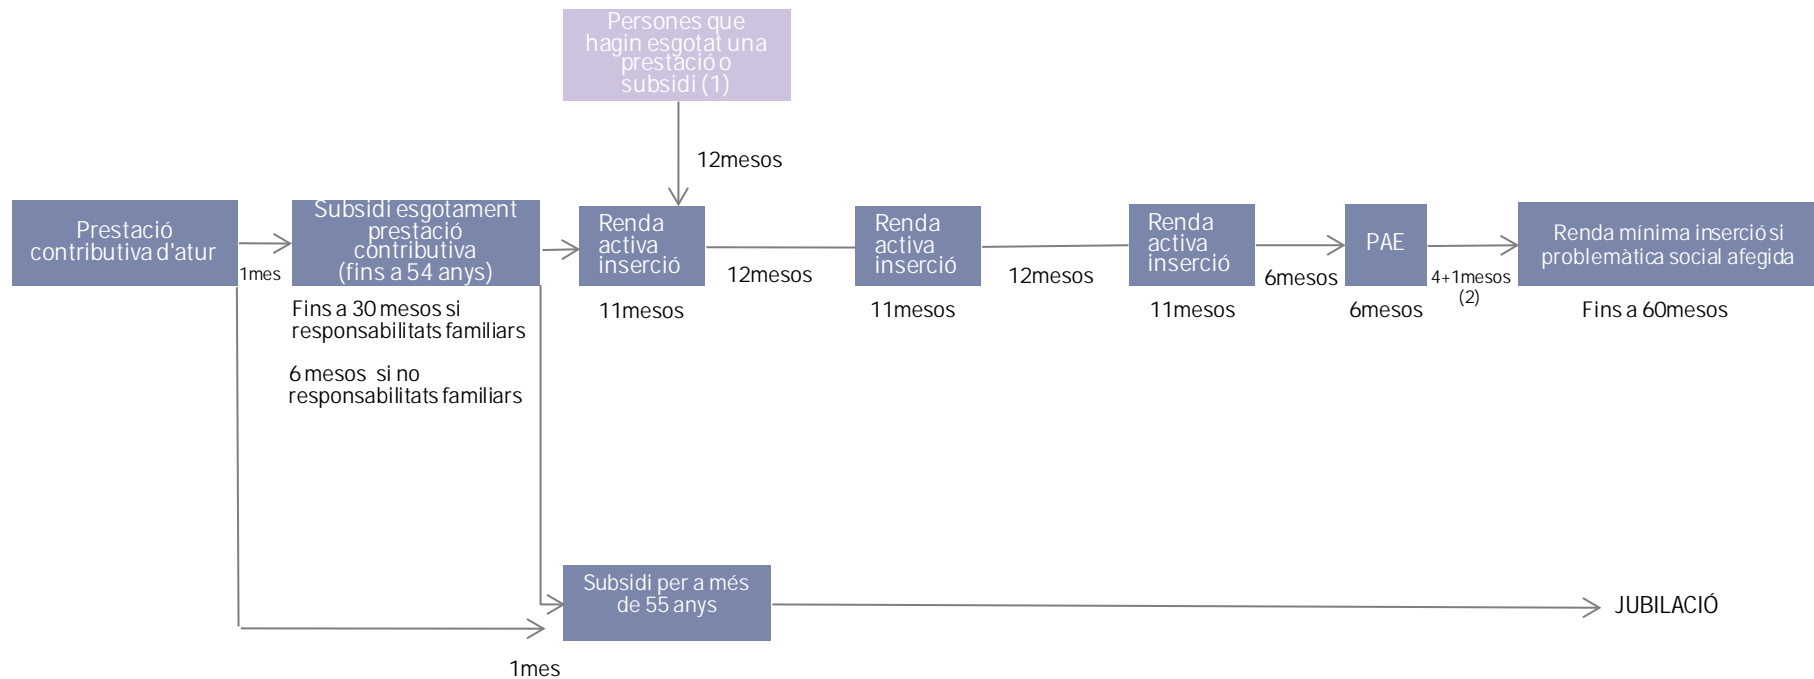 Persones que
hagin esgotat una
prestació o
subsidi (1)
12mesos
Prestació
contributiva d'atur
1mes
Subsidi esgotament
prestació
contributiva
(fins a 54 anys)
Fins a 30 mesos si
responsabilitats familiars
6 mesos si no
responsabilitats familiars
Renda
activa
inserció
11mesos
12mesos
Renda
activa
inserció
11mesos
12mesos
Renda
activa
inserció
11mesos
6mesos
PAE
6mesos
4+1mesos
(2)
Renda mínima inserció si
problemàtica social afegida
Fins a 60mesos
Subsidi per a més
de 55 anys
JUBILACIÓ
1mes